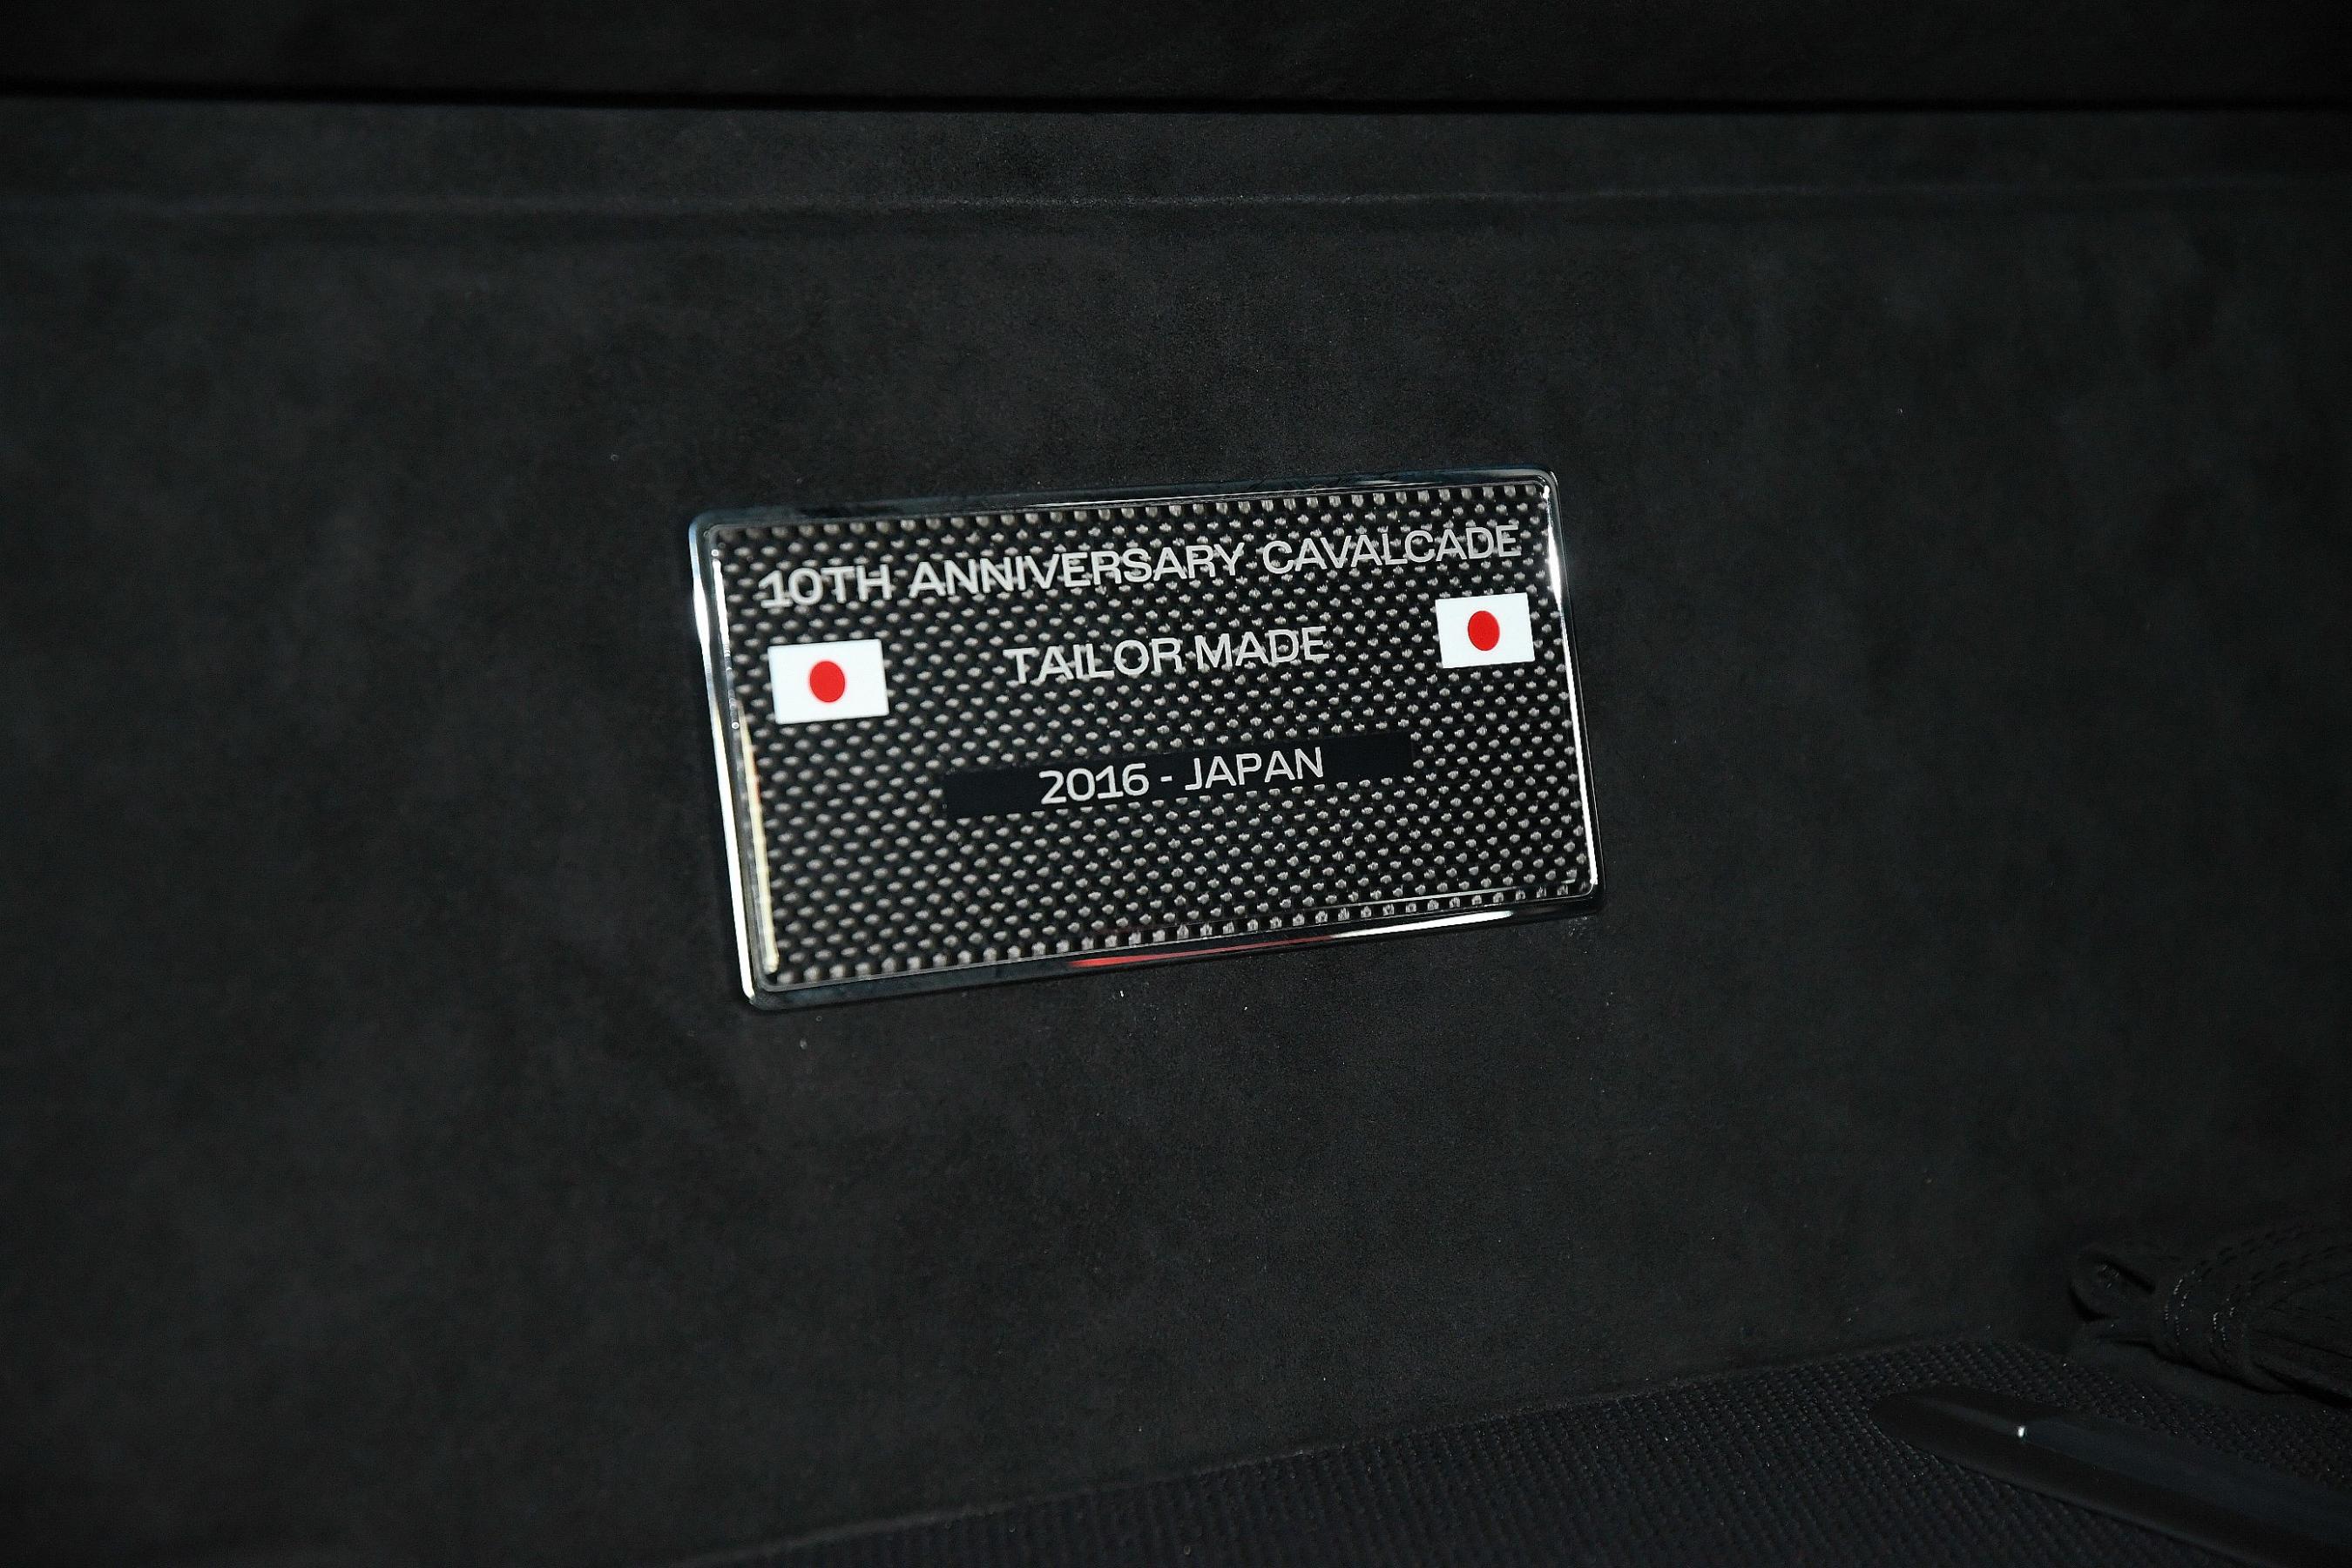 10TH ANNIVERSARY CAVALCADE
TAILOR MADE
2016 - JAPAN